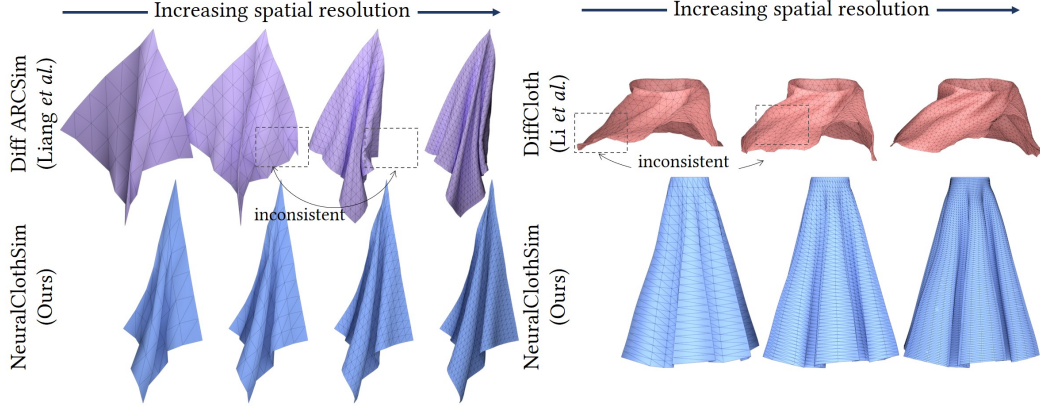 Increasing spatial resolution
Diff ARCSim
(Liang et al.)
inconsistent
NeuralClothSim
(Ours)
Increasing spatial resolution
DiffCloth
(Li et al.)
inconsistent
NeuralClothSim
(Ours)